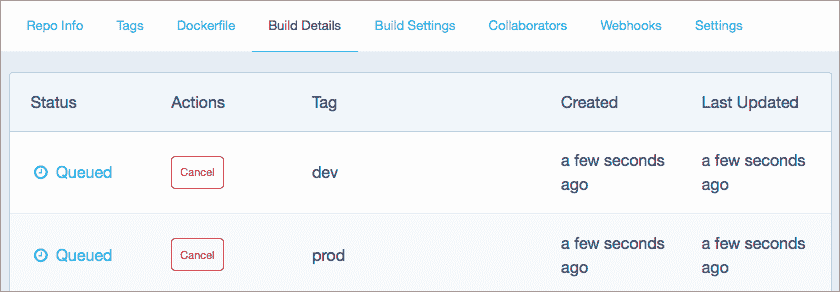 Repo Info Tags Dockerfile Build Details Build Settings Collaborators Webhooks Settings
Status Actions Tag Created Last Updated
Queued Cancel dev a few seconds ago a few seconds ago
Queued Cancel prod a few seconds ago a few seconds ago